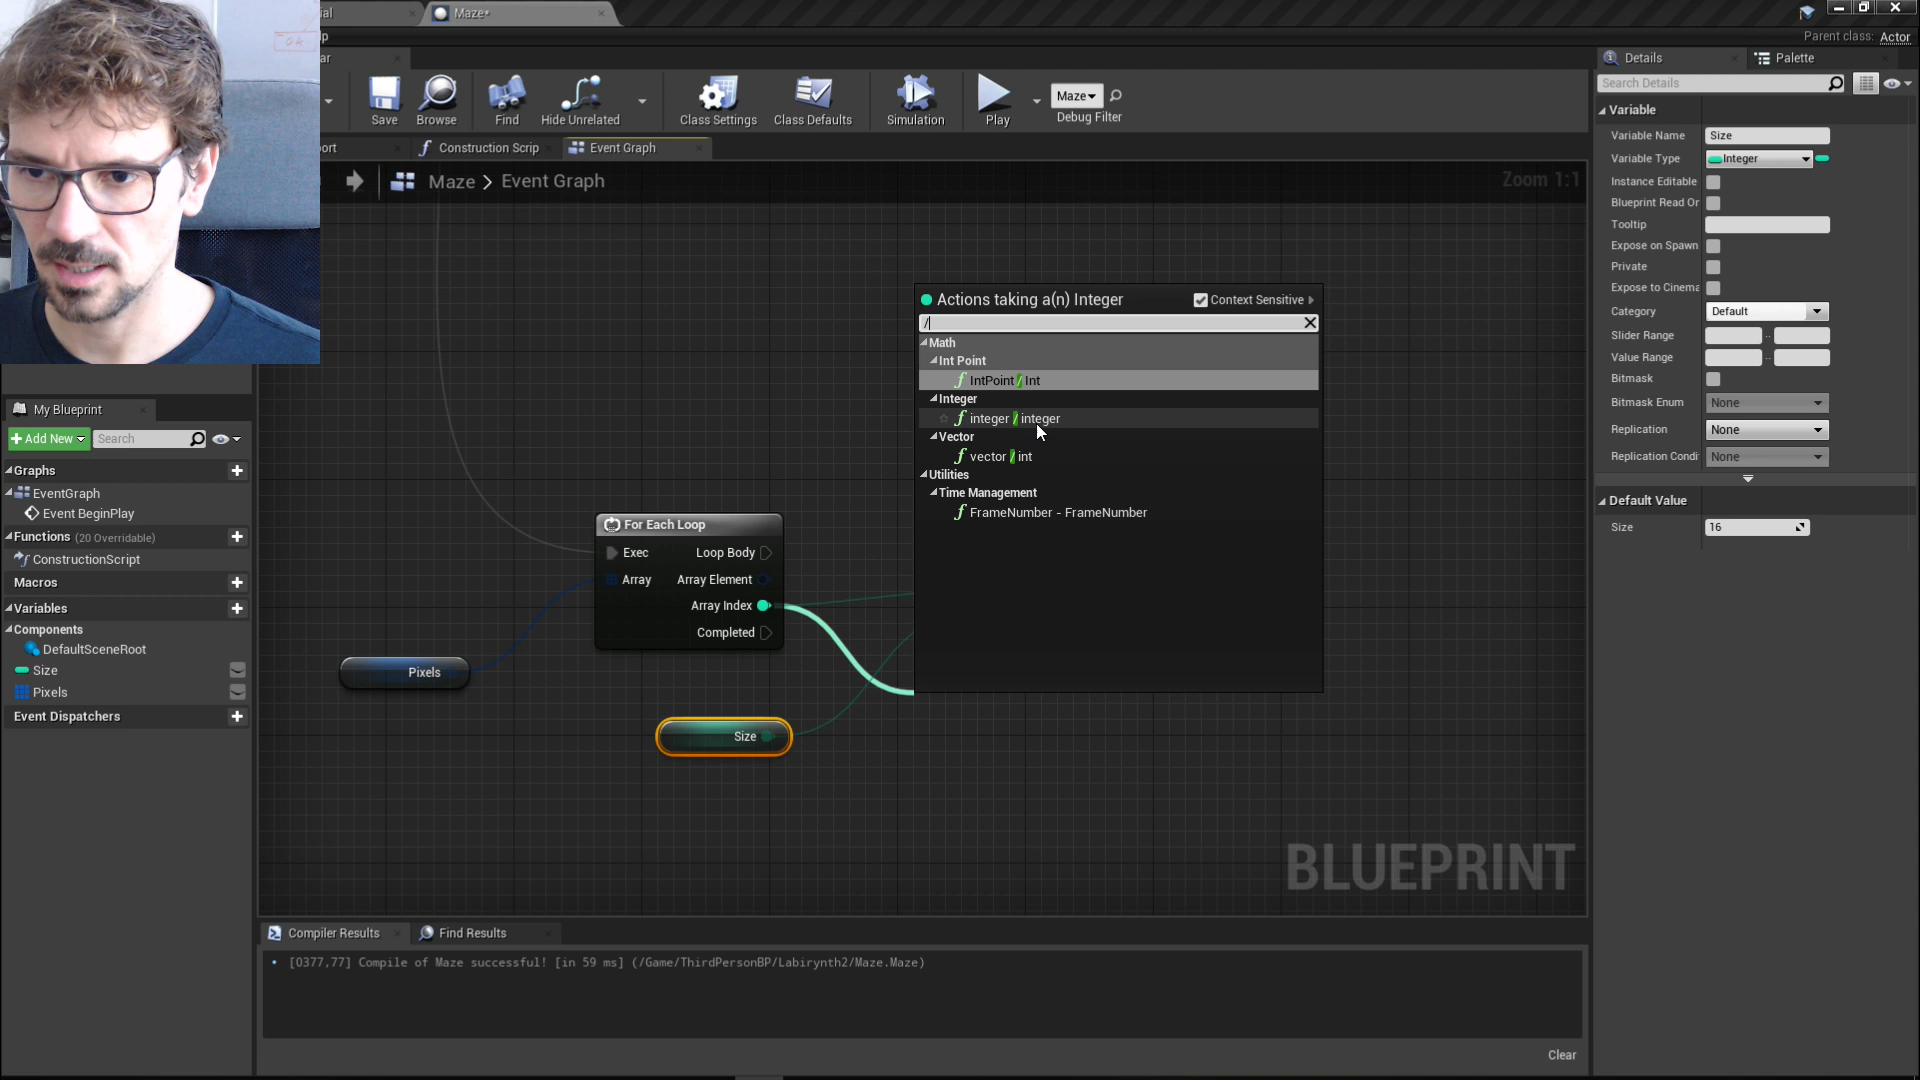 ial
Maze*
p
Parent class: Actor
ar
Save
Browse
Find
Hide Unrelated
Class Settings
Class Defaults
Simulation
Play
Maze
Debug Filter
port
Construction Scrip
Event Graph
Maze > Event Graph
Zoom 1:1
Details
Palette
Search Details
Variable
Variable Name
Size
Variable Type
Integer
Instance Editable
Blueprint Read Or
Tooltip
Expose on Spawn
Private
Expose to Cinema
Category
Default
Slider Range
Value Range
Bitmask
Bitmask Enum
None
Replication
None
Replication Condi
None
Default Value
Size
16
My Blueprint
+ Add New
Search
Graphs
EventGraph
Event BeginPlay
Functions (20 Overridable)
ConstructionScript
Macros
Variables
Components
DefaultSceneRoot
Size
Pixels
Event Dispatchers
Actions taking a(n) Integer
Context Sensitive
/
Math
Int Point
IntPoint / Int
Integer
integer / integer
Vector
vector / int
Utilities
Time Management
FrameNumber - FrameNumber
For Each Loop
Exec
Loop Body
Array
Array Element
Array Index
Completed
Pixels
Size
BLUEPRINT
Compiler Results
Find Results
[0377,77] Compile of Maze successful! [in 59 ms] (/Game/ThirdPersonBP/Labirynth2/Maze.Maze)
Clear